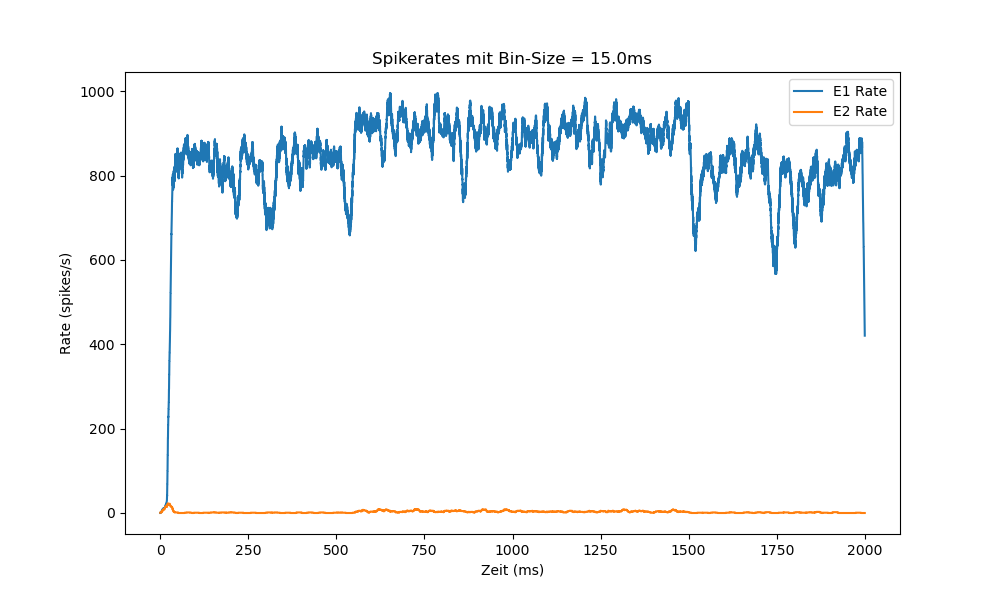 Spikerates mit Bin-Size = 15.0ms
E1 Rate
E2 Rate
1000
800
600
400
200
0
Rate (spikes/s)
0 250 500 750 1000 1250 1500 1750 2000
Zeit (ms)